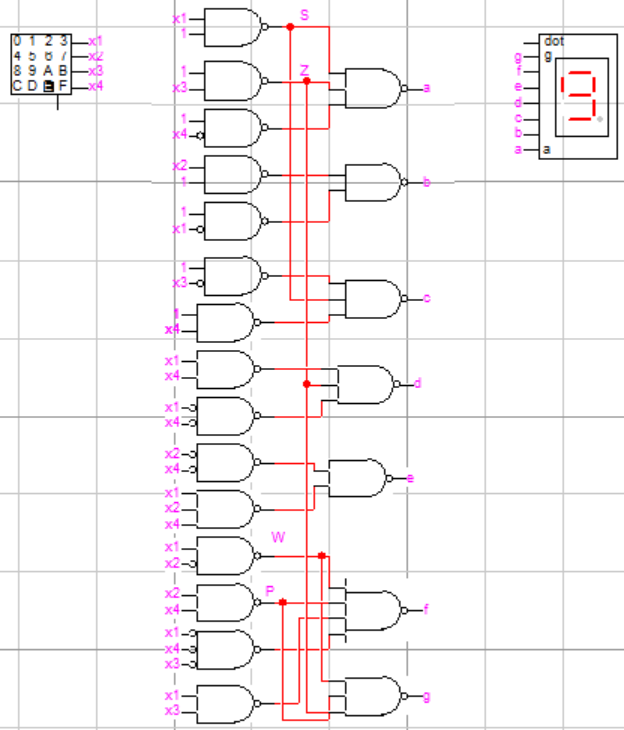 0 1 2 3 x1
4 5 6 7 x2
8 9 A B x3
C D E F x4
x1
1
S
1
x3
Z
a
1
x4
x2
1
b
1
x1
1
x3
c
1
x4
x1
x4
d
x1
x4
x2
x4
e
x1
x2
x4
W
x1
x2
P
x2
x4
f
x1
x4
x3
x1
x3
g
dot
g g
f
e
d
c
b
a a